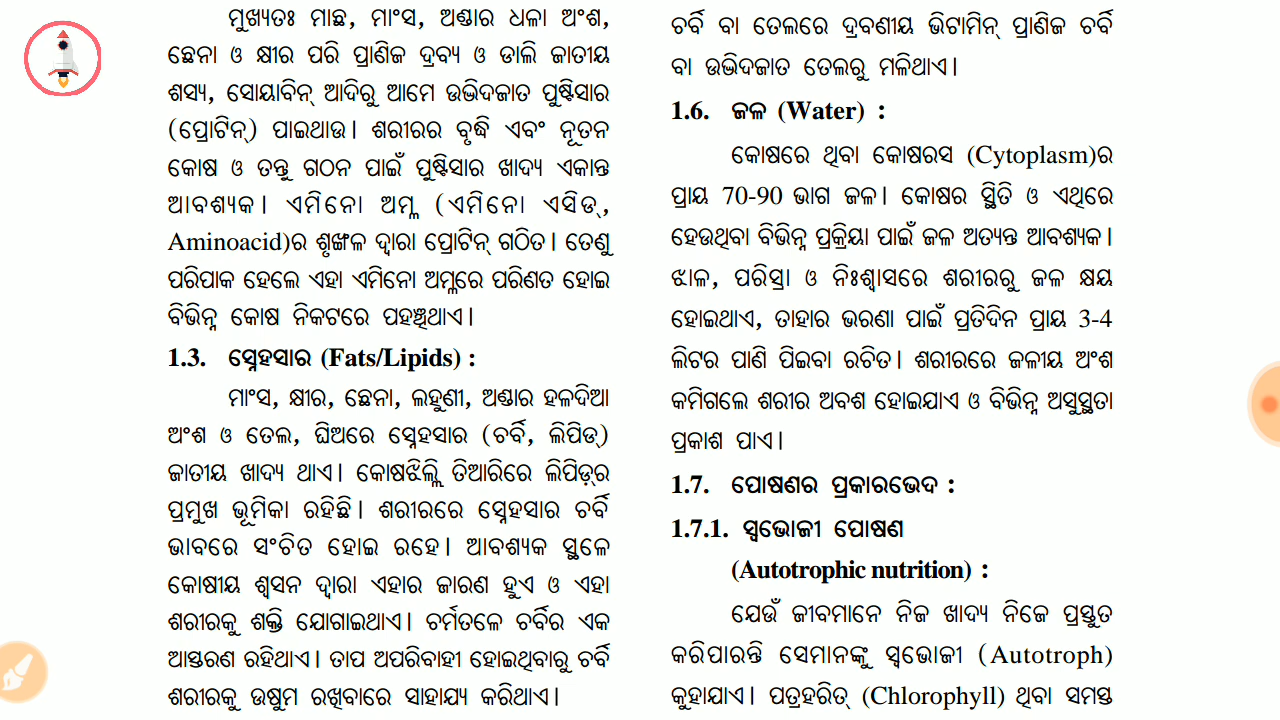 ମୁଖ୍ୟତଃ ମାଛ, ମାଂସ, ଅଣ୍ଡାର ଧଳା ଅଂଶ,
ଛେନା ଓ କ୍ଷୀର ପରି ପ୍ରାଣିଜ ଦ୍ରବ୍ୟ ଓ ଡାଲି ଜାତୀୟ
ଶସ୍ୟ, ସୋୟାବିନ୍ ଆଦିରୁ ଆମେ ଉଦ୍ଭିଦଜାତ ପୁଷ୍ଟିସାର
(ପ୍ରୋଟିନ୍) ପାଇଥାଉ। ଶରୀରର ବୃଦ୍ଧି ଏବଂ ନୂତନ
କୋଷ ଓ ତନ୍ତୁ ଗଠନ ପାଇଁ ପୁଷ୍ଟିସାର ଖାଦ୍ୟ ଏକାନ୍ତ
ଆବଶ୍ୟକ। ଏମିନୋ ଅମ୍ଳ (ଏମିନୋ ଏସିଡ୍,
Aminoacid)ର ଶୃଙ୍ଖଳ ଦ୍ୱାରା ପ୍ରୋଟିନ୍ ଗଠିତ। ତେଣୁ
ପରିପାକ ହେଲେ ଏହା ଏମିନୋ ଅମ୍ଳରେ ପରିଣତ ହୋଇ
ବିଭିନ୍ନ କୋଷ ନିକଟରେ ପହଞ୍ଚିଥାଏ।
1.3. ସ୍ନେହସାର (Fats/Lipids) :
ମାଂସ, କ୍ଷୀର, ଛେନା, ଲହୁଣୀ, ଅଣ୍ଡାର ହଳଦିଆ
ଅଂଶ ଓ ତେଲ, ଘିଅରେ ସ୍ନେହସାର (ଚର୍ବି, ଲିପିଡ୍)
ଜାତୀୟ ଖାଦ୍ୟ ଥାଏ। କୋଷଝିଲ୍ଲି ତିଆରିରେ ଲିପିଡ୍‌ର
ପ୍ରମୁଖ ଭୂମିକା ରହିଛି। ଶରୀରରେ ସ୍ନେହସାର ଚର୍ବି
ଭାବରେ ସଂଚିତ ହୋଇ ରହେ। ଆବଶ୍ୟକ ସ୍ଥଳେ
କୋଷୀୟ ଶ୍ୱସନ ଦ୍ୱାରା ଏହାର ଜାରଣ ହୁଏ ଓ ଏହା
ଶରୀରକୁ ଶକ୍ତି ଯୋଗାଇଥାଏ। ଚର୍ମତଳେ ଚର୍ବିର ଏକ
ଆସ୍ତରଣ ରହିଥାଏ। ତାପ ଅପରିବାହୀ ହୋଇଥିବାରୁ ଚର୍ବି
ଶରୀରକୁ ଉଷୁମ ରଖିବାରେ ସାହାଯ୍ୟ କରିଥାଏ।
ଚର୍ବି ବା ତେଲରେ ଦ୍ରବଣୀୟ ଭିଟାମିନ୍ ପ୍ରାଣିଜ ଚର୍ବି
ବା ଉଦ୍ଭିଦଜାତ ତେଲରୁ ମଳିଥାଏ।
1.6. ଜଳ (Water) :
କୋଷରେ ଥିବା କୋଷରସ (Cytoplasm)ର
ପ୍ରାୟ 70-90 ଭାଗ ଜଳ। କୋଷର ସ୍ଥିତି ଓ ଏଥିରେ
ହେଉଥିବା ବିଭିନ୍ନ ପ୍ରକ୍ରିୟା ପାଇଁ ଜଳ ଅତ୍ୟନ୍ତ ଆବଶ୍ୟକ।
ଝାଳ, ପରିସ୍ରା ଓ ନିଃଶ୍ୱାସରେ ଶରୀରରୁ ଜଳ କ୍ଷୟ
ହୋଇଥାଏ, ତାହାର ଭରଣା ପାଇଁ ପ୍ରତିଦିନ ପ୍ରାୟ 3-4
ଲିଟର ପାଣି ପିଇବା ଉଚିତ। ଶରୀରରେ ଜଳୀୟ ଅଂଶ
କମିଗଲେ ଶରୀର ଅବଶ ହୋଇଯାଏ ଓ ବିଭିନ୍ନ ଅସୁସ୍ଥତା
ପ୍ରକାଶ ପାଏ।
1.7. ପୋଷଣର ପ୍ରକାରଭେଦ :
1.7.1. ସ୍ୱଭୋଜୀ ପୋଷଣ
(Autotrophic nutrition) :
ଯେଉଁ ଜୀବମାନେ ନିଜ ଖାଦ୍ୟ ନିଜେ ପ୍ରସ୍ତୁତ
କରିପାରନ୍ତି ସେମାନଙ୍କୁ ସ୍ୱଭୋଜୀ (Autotroph)
କୁହାଯାଏ। ପତ୍ରହରିତ୍ (Chlorophyll) ଥିବା ସମସ୍ତ